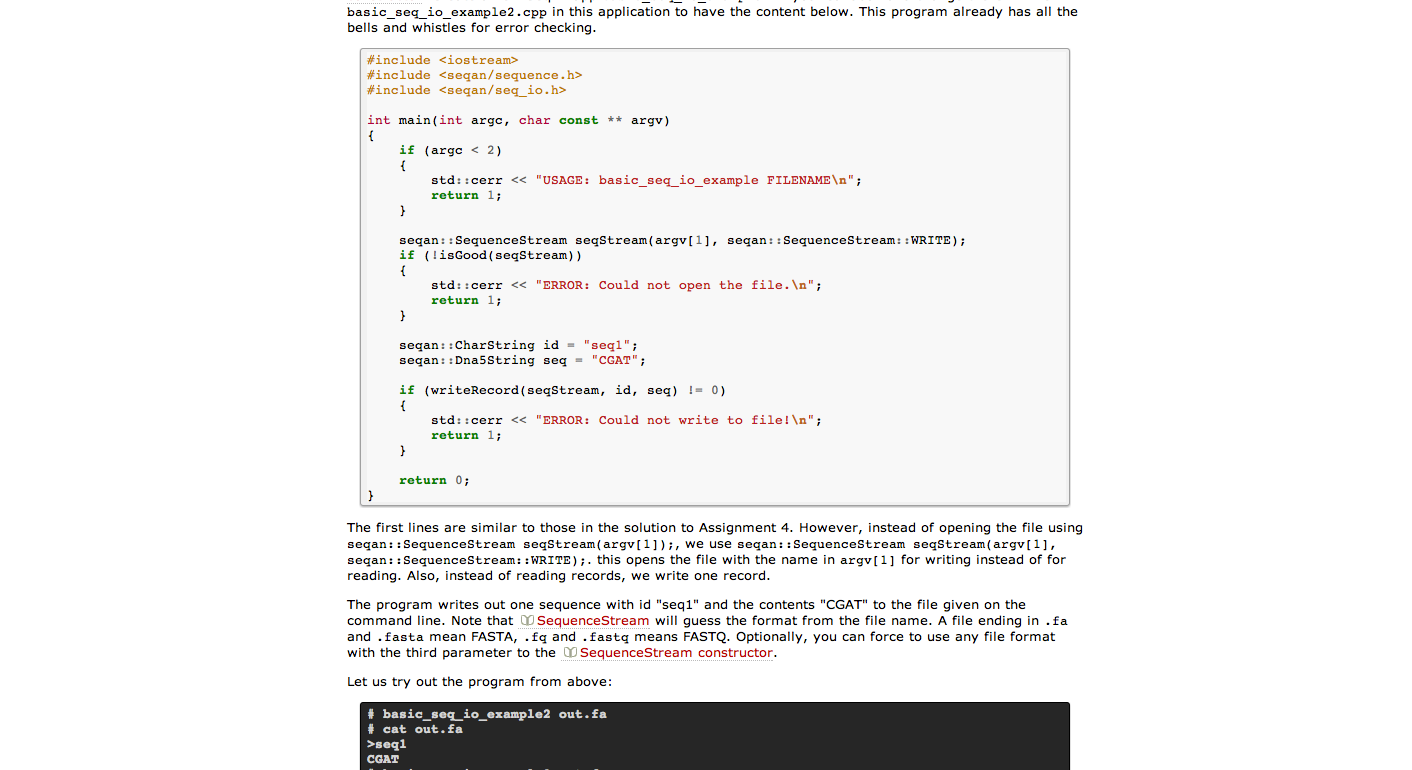 basic_seq_io_example2.cpp in this application to have the content below. This program already has all the
bells and whistles for error checking.
#include <iostream>
#include <seqan/sequence.h>
#include <seqan/seq_io.h>
int main(int argc, char const ** argv)
{
if (argc < 2)
{
std::cerr << "USAGE: basic_seq_io_example FILENAME\n";
return 1;
}
seqan::SequenceStream seqStream(argv[1], seqan::SequenceStream::WRITE);
if (!isGood(seqStream))
{
std::cerr << "ERROR: Could not open the file.\n";
return 1;
}
seqan::CharString id = "seq1";
seqan::Dna5String seq = "CGAT";
if (writeRecord(seqStream, id, seq) != 0)
{
std::cerr << "ERROR: Could not write to file!\n";
return 1;
}
return 0;
}
The first lines are similar to those in the solution to Assignment 4. However, instead of opening the file using
seqan::SequenceStream seqStream(argv[1]);, we use seqan::SequenceStream seqStream(argv[1],
seqan::SequenceStream::WRITE);. this opens the file with the name in argv[1] for writing instead of for
reading. Also, instead of reading records, we write one record.
The program writes out one sequence with id "seq1" and the contents "CGAT" to the file given on the
command line. Note that SequenceStream will guess the format from the file name. A file ending in .fa
and .fasta mean FASTA, .fq and .fastq means FASTQ. Optionally, you can force to use any file format
with the third parameter to the SequenceStream constructor.
Let us try out the program from above:
# basic_seq_io_example2 out.fa
# cat out.fa
>seq1
CGAT